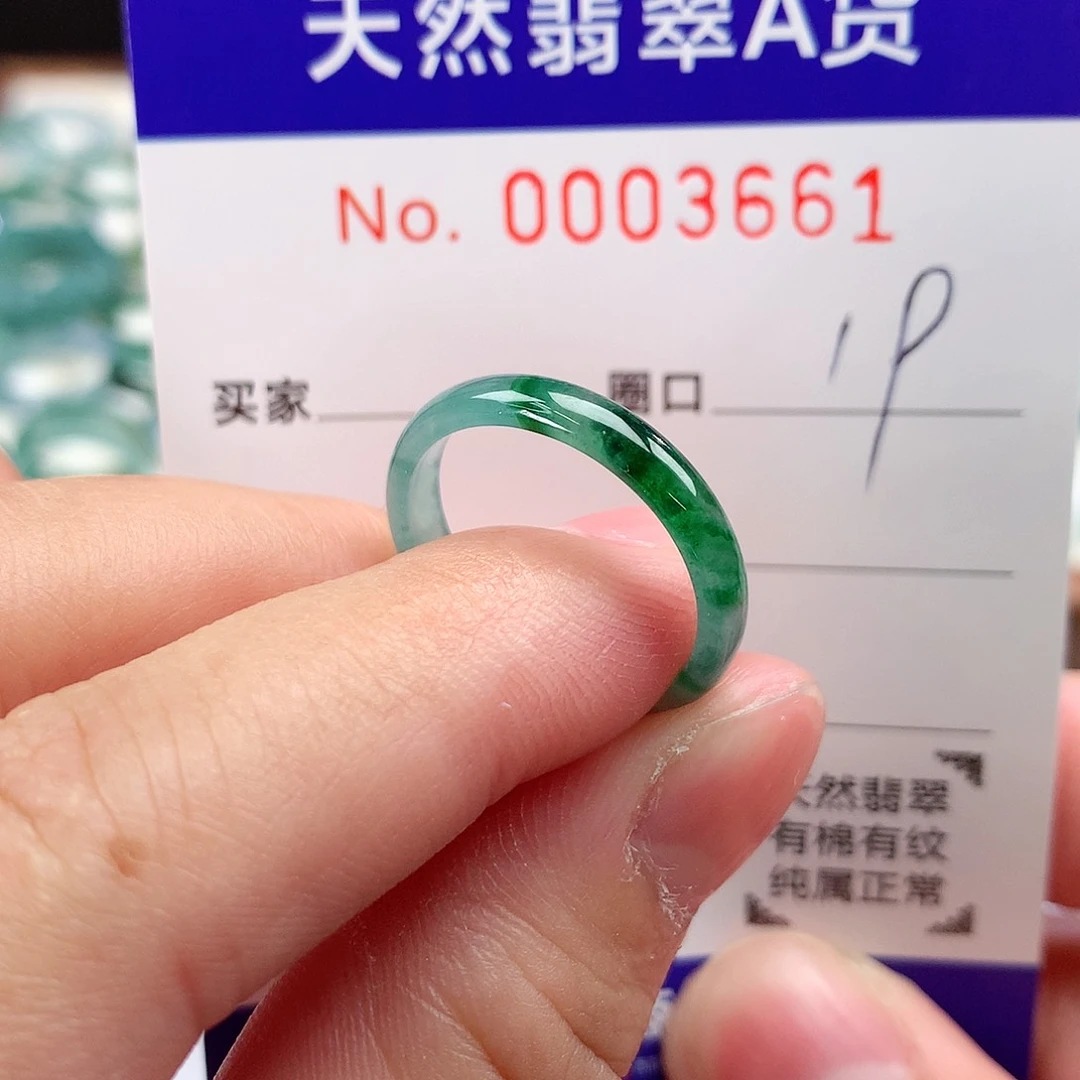 天然翡翠A货
No. 0003661
买家 圈口 1P
天然翡翠
有棉有纹
纯属正常